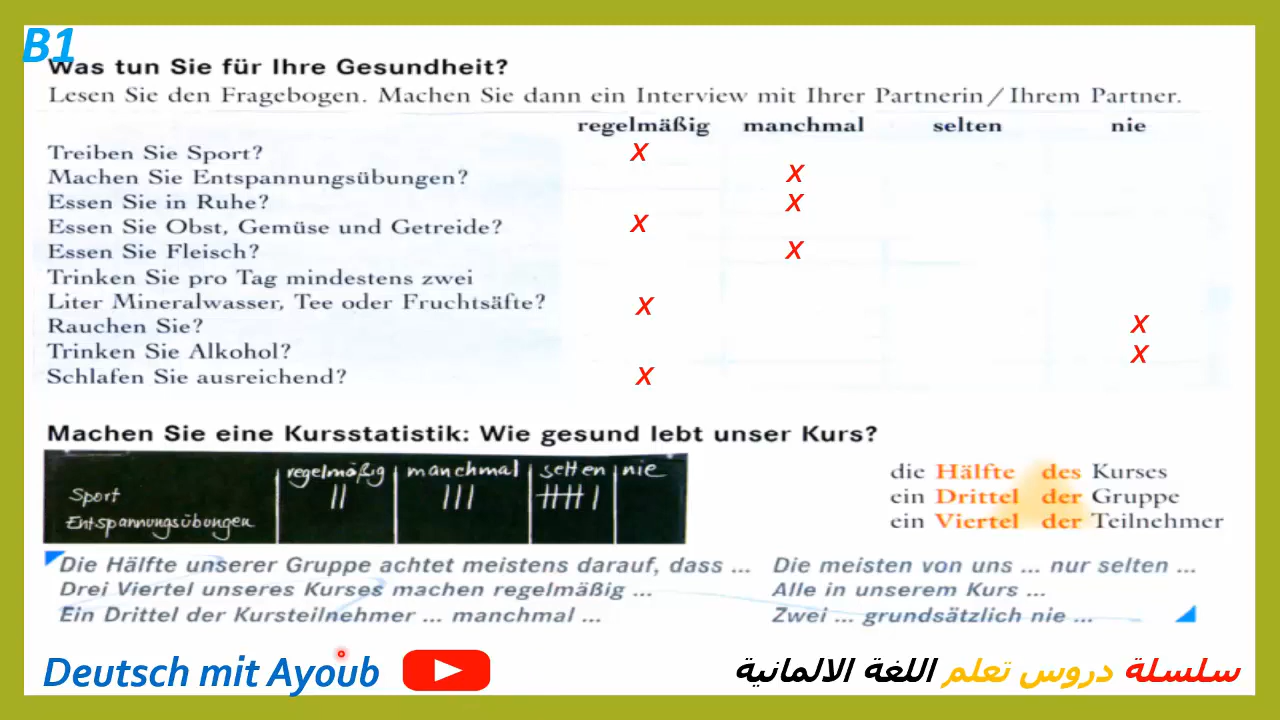 B1
Was tun Sie für Ihre Gesundheit?
Lesen Sie den Fragebogen. Machen Sie dann ein Interview mit Ihrer Partnerin / Ihrem Partner.
regelmäßig manchmal selten nie
Treiben Sie Sport? X
Machen Sie Entspannungsübungen? X
Essen Sie in Ruhe? X
Essen Sie Obst, Gemüse und Getreide? X
Essen Sie Fleisch? X
Trinken Sie pro Tag mindestens zwei
Liter Mineralwasser, Tee oder Fruchtsäfte? X
Rauchen Sie? X
Trinken Sie Alkohol? X
Schlafen Sie ausreichend? X
Machen Sie eine Kursstatistik: Wie gesund lebt unser Kurs?
regelmäßig manchmal selten nie
Sport
Entspannungsübungen
die Hälfte des Kurses
ein Drittel der Gruppe
ein Viertel der Teilnehmer
Die Hälfte unserer Gruppe achtet meistens darauf, dass ...
Drei Viertel unseres Kurses machen regelmäßig ...
Ein Drittel der Kursteilnehmer ... manchmal ...
Die meisten von uns ... nur selten ...
Alle in unserem Kurs ...
Zwei ... grundsätzlich nie ...
Deutsch mit Ayoub
سلسلة دروس تعلم اللغة الالمانية